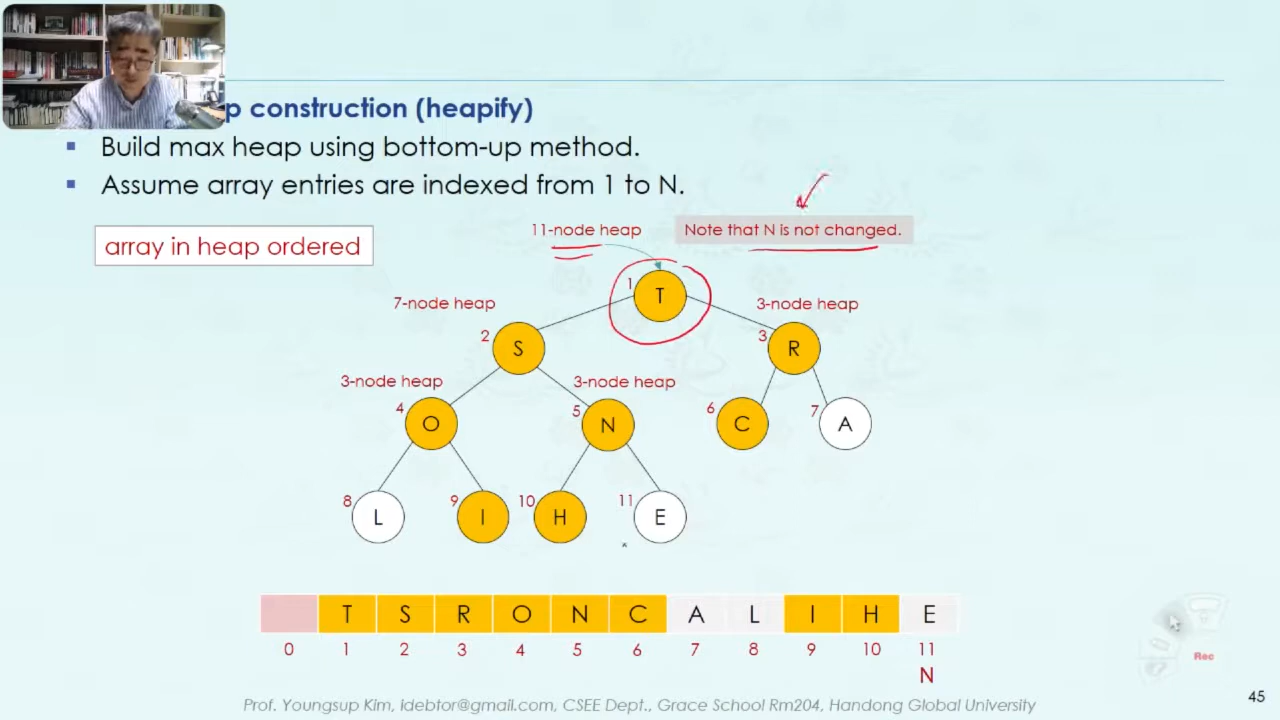 p construction (heapify)
Build max heap using bottom-up method.
Assume array entries are indexed from 1 to N.
array in heap ordered
11-node heap
Note that N is not changed.
1
T
7-node heap
3-node heap
2
S
3
R
3-node heap
3-node heap
4
O
5
N
6
C
7
A
8
L
9
I
10
H
11
E
T S R O N C A L I H E
0 1 2 3 4 5 6 7 8 9 10 11
N
Rec
Prof. Youngsup Kim, idebtor@gmail.com, CSEE Dept., Grace School Rm204, Handong Global University
45